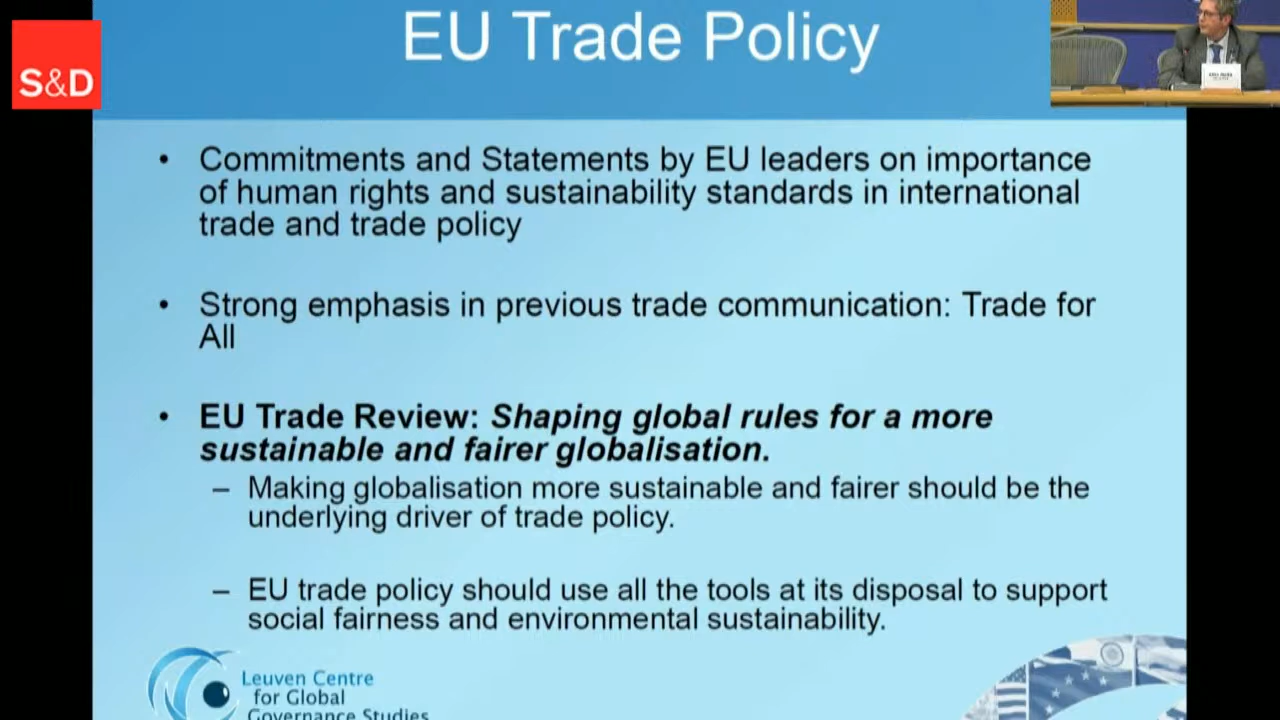 EU Trade Policy
S&D
• Commitments and Statements by EU leaders on importance
of human rights and sustainability standards in international
trade and trade policy
• Strong emphasis in previous trade communication: Trade for
All
• EU Trade Review: Shaping global rules for a more
sustainable and fairer globalisation.
– Making globalisation more sustainable and fairer should be the
underlying driver of trade policy.
– EU trade policy should use all the tools at its disposal to support
social fairness and environmental sustainability.
Leuven Centre
for Global
Governance Studies